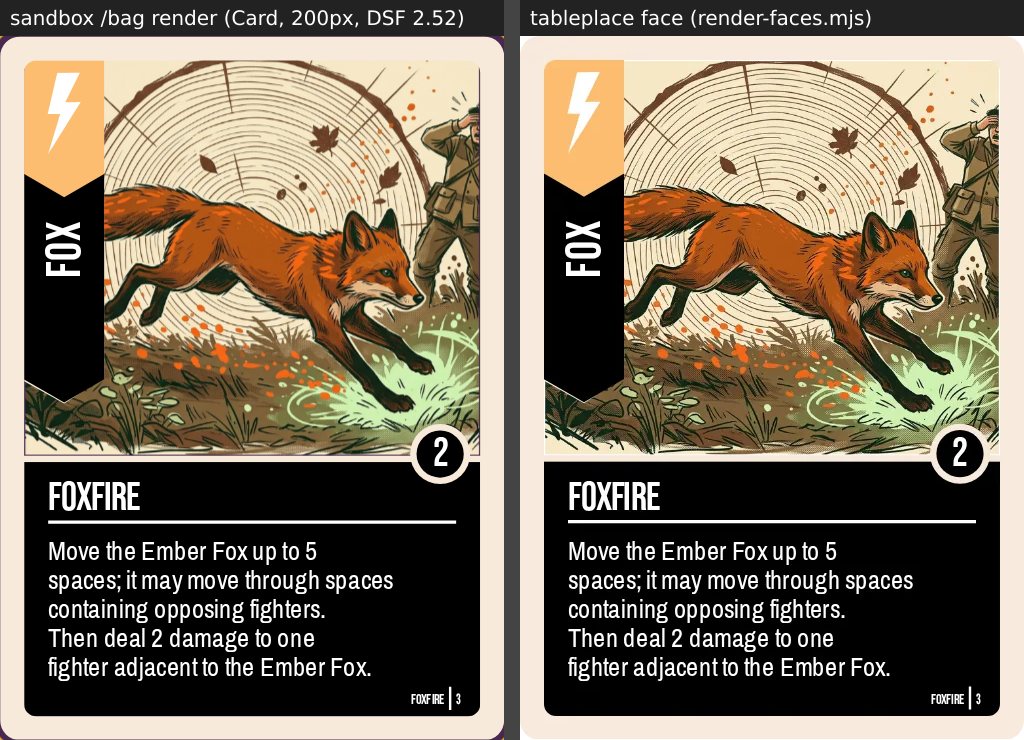 sandbox /bag render (Card, 200px, DSF 2.52)
FOX
2
FOXFIRE
Move the Ember Fox up to 5
spaces; it may move through spaces
containing opposing fighters.
Then deal 2 damage to one
fighter adjacent to the Ember Fox.
FOXFIRE 3
tableplace face (render-faces.mjs)
FOX
2
FOXFIRE
Move the Ember Fox up to 5
spaces; it may move through spaces
containing opposing fighters.
Then deal 2 damage to one
fighter adjacent to the Ember Fox.
FOXFIRE 3